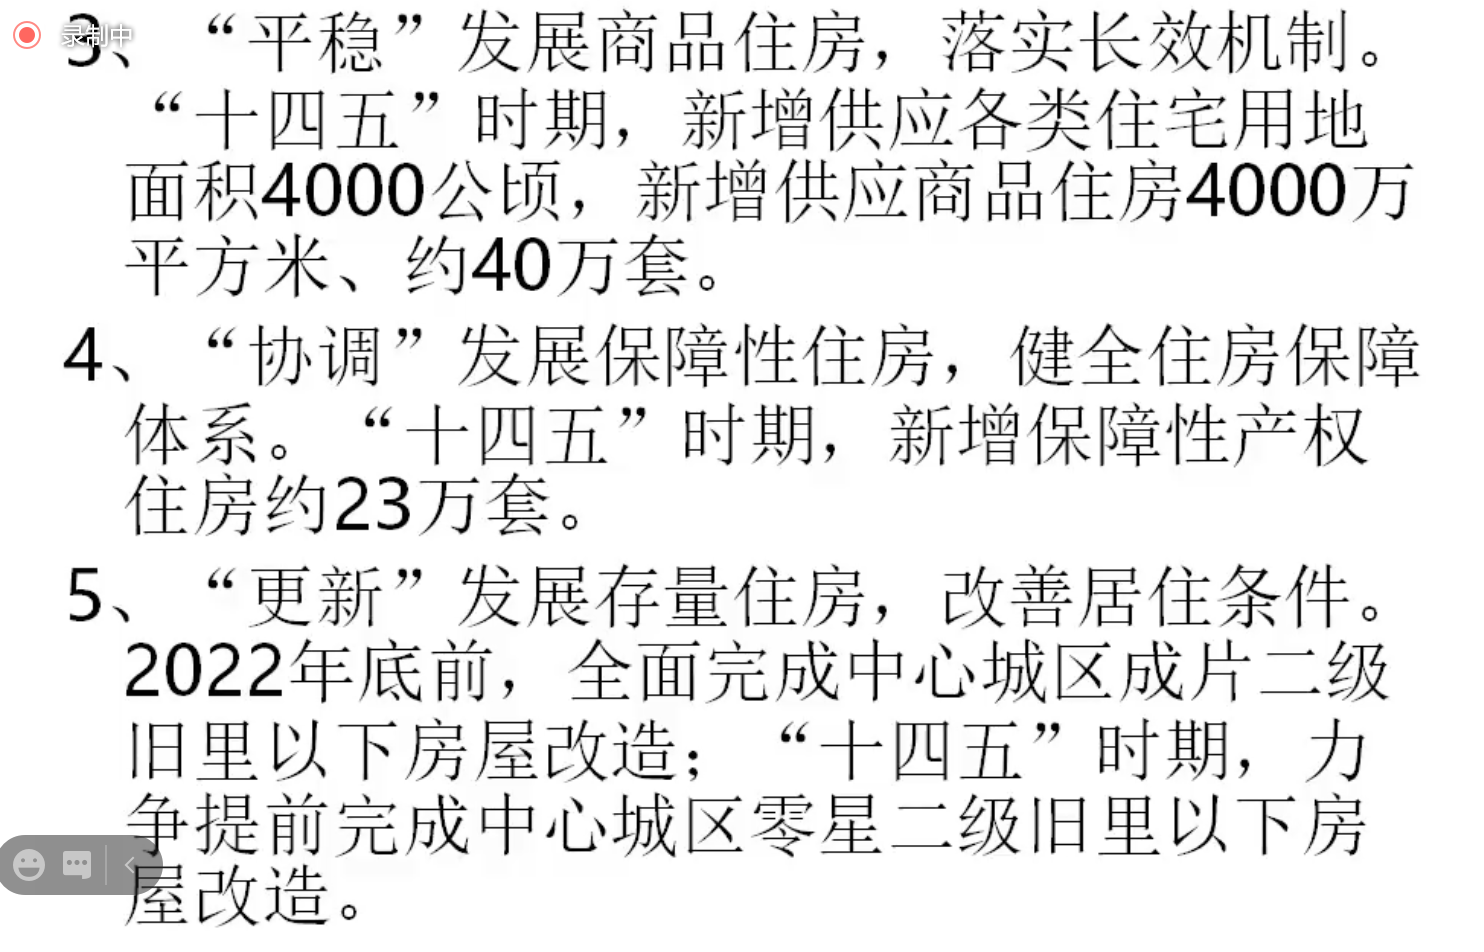 录制中
3、“平稳”发展商品住房，落实长效机制。
“十四五”时期，新增供应各类住宅用地
面积4000公顷，新增供应商品住房4000万
平方米、约40万套。
4、“协调”发展保障性住房，健全住房保障
体系。“十四五”时期，新增保障性产权
住房约23万套。
5、“更新”发展存量住房，改善居住条件。
2022年底前，全面完成中心城区成片二级
旧里以下房屋改造；“十四五”时期，力
争提前完成中心城区零星二级旧里以下房
屋改造。